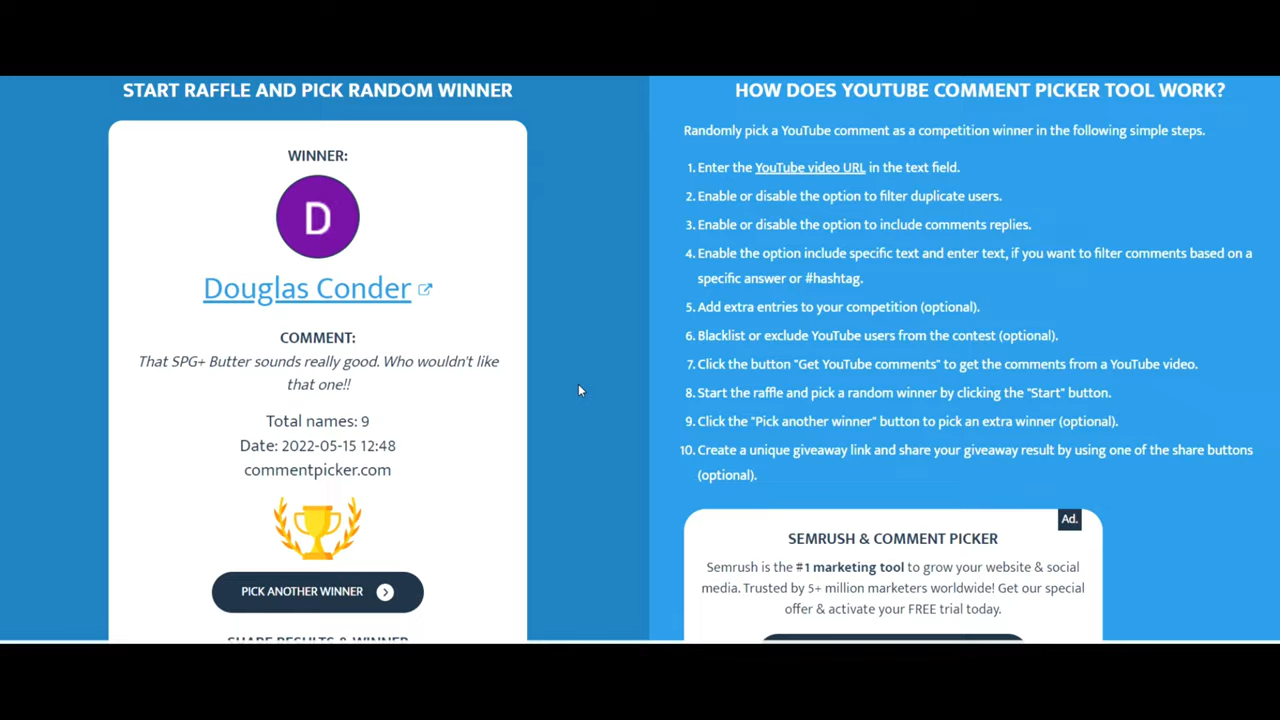 START RAFFLE AND PICK RANDOM WINNER
WINNER:
D
Douglas Conder
COMMENT:
That SPG+ Butter sounds really good. Who wouldn't like
that one!!
Total names: 9
Date: 2022-05-15 12:48
commentpicker.com
PICK ANOTHER WINNER
SHARE RESULTS & WINNER
HOW DOES YOUTUBE COMMENT PICKER TOOL WORK?
Randomly pick a YouTube comment as a competition winner in the following simple steps.
1. Enter the YouTube video URL in the text field.
2. Enable or disable the option to filter duplicate users.
3. Enable or disable the option to include comments replies.
4. Enable the option include specific text and enter text, if you want to filter comments based on a
specific answer or #hashtag.
5. Add extra entries to your competition (optional).
6. Blacklist or exclude YouTube users from the contest (optional).
7. Click the button "Get YouTube comments" to get the comments from a YouTube video.
8. Start the raffle and pick a random winner by clicking the "Start" button.
9. Click the "Pick another winner" button to pick an extra winner (optional).
10. Create a unique giveaway link and share your giveaway result by using one of the share buttons
(optional).
Ad.
SEMRUSH & COMMENT PICKER
Semrush is the #1 marketing tool to grow your website & social
media. Trusted by 5+ million marketers worldwide! Get our special
offer & activate your FREE trial today.